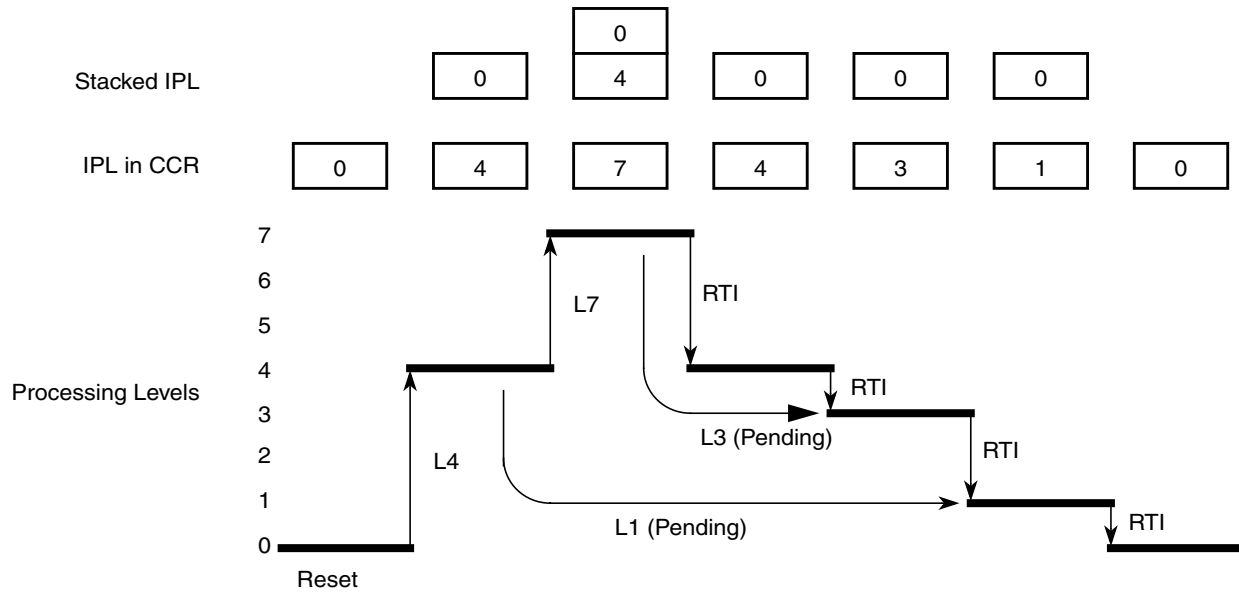 0
Stacked IPL 0 4 0 0 0
IPL in CCR 0 4 7 4 3 1 0
7
6
L7 RTI
5
4
Processing Levels RTI
3
L3 (Pending)
2
L4 RTI
1
L1 (Pending) RTI
0
Reset